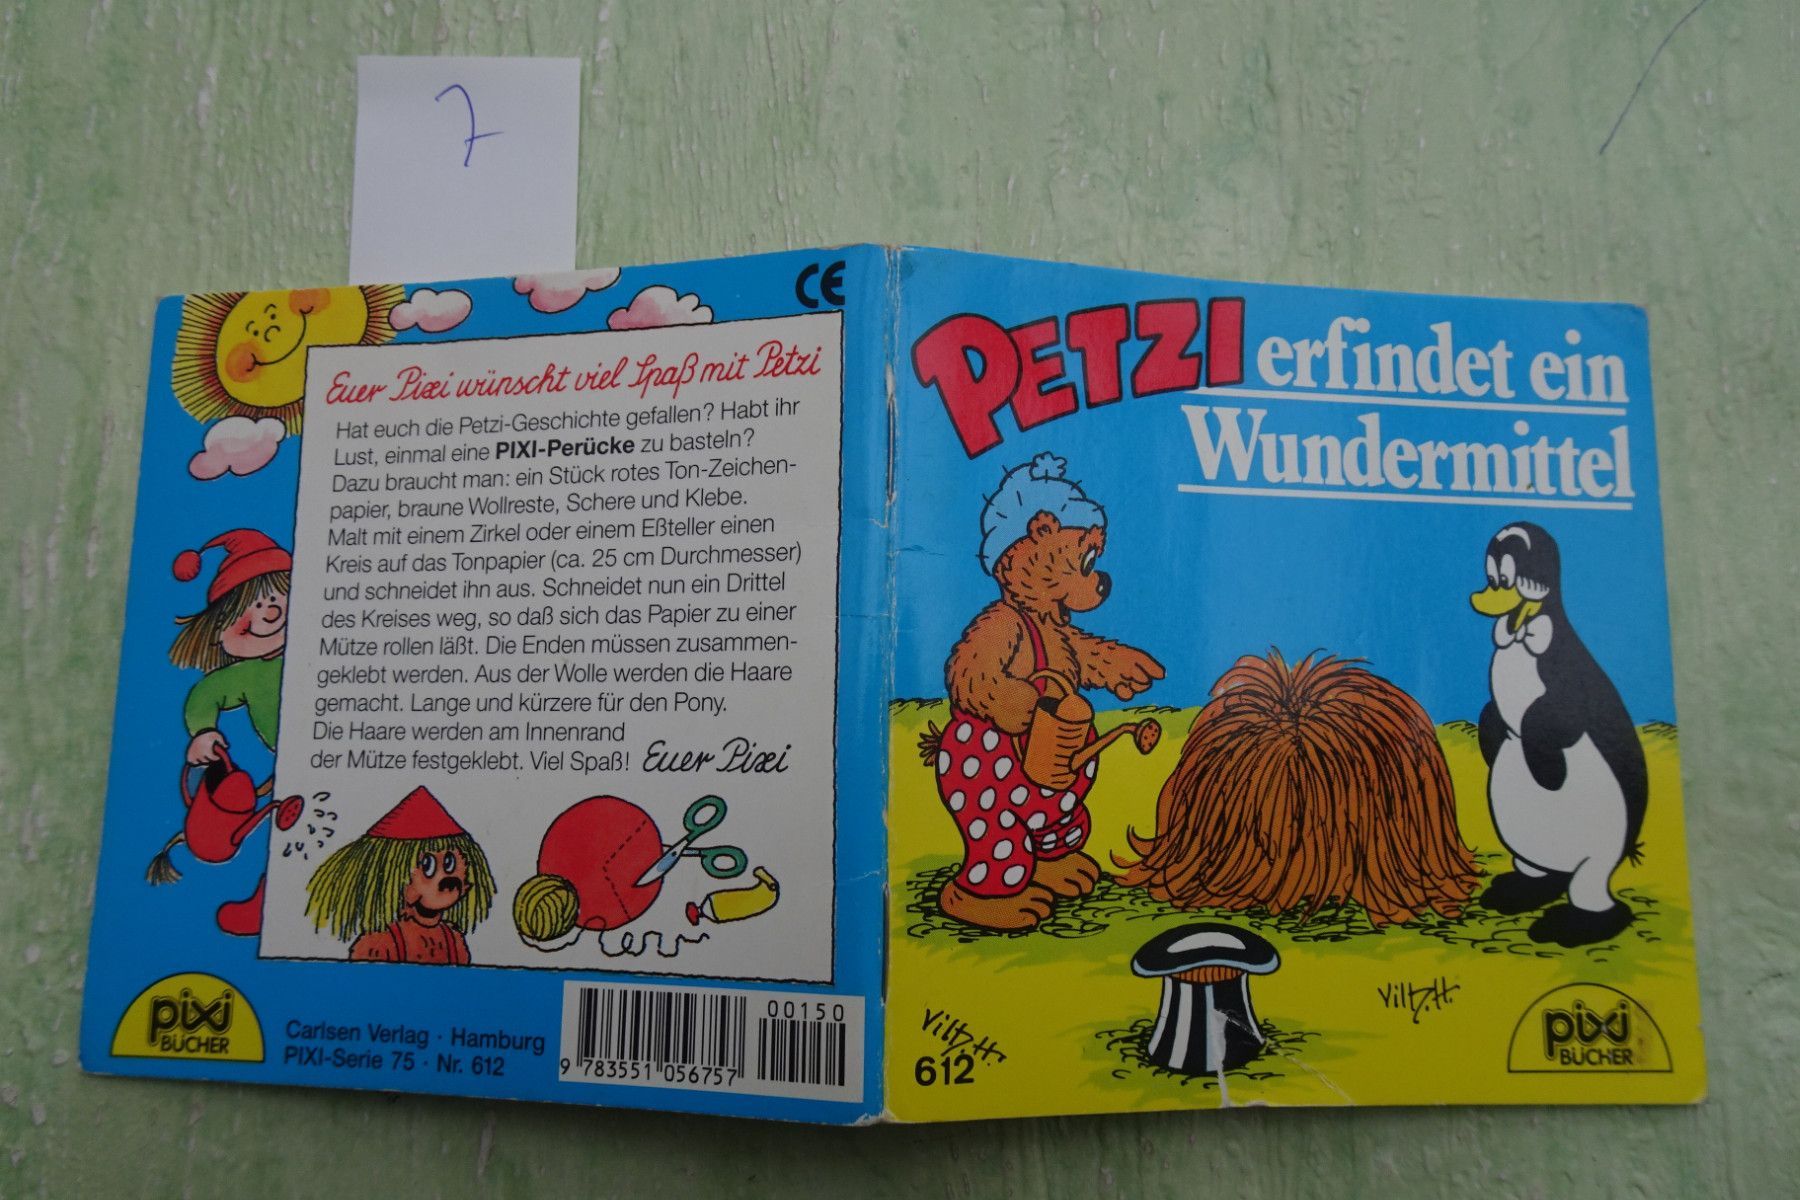 7
CE
Euer Pixi wünscht viel Spaß mit Petzi
Hat euch die Petzi-Geschichte gefallen? Habt ihr
Lust, einmal eine PIXI-Perücke zu basteln?
Dazu braucht man: ein Stück rotes Ton-Zeichen-
papier, braune Wollreste, Schere und Klebe.
Malt mit einem Zirkel oder einem Eßteller einen
Kreis auf das Tonpapier (ca. 25 cm Durchmesser)
und schneidet ihn aus. Schneidet nun ein Drittel
des Kreises weg, so daß sich das Papier zu einer
Mütze rollen läßt. Die Enden müssen zusammen-
geklebt werden. Aus der Wolle werden die Haare
gemacht. Lange und kürzere für den Pony.
Die Haare werden am Innenrand
der Mütze festgeklebt. Viel Spaß! Euer Pixi
pixi
BÜCHER
Carlsen Verlag · Hamburg
PIXI-Serie 75 · Nr. 612
00150
9 783551 056757
PETZI erfindet ein
Wundermittel
Vilh. H.
Vilh. H.
612
pixi
BÜCHER